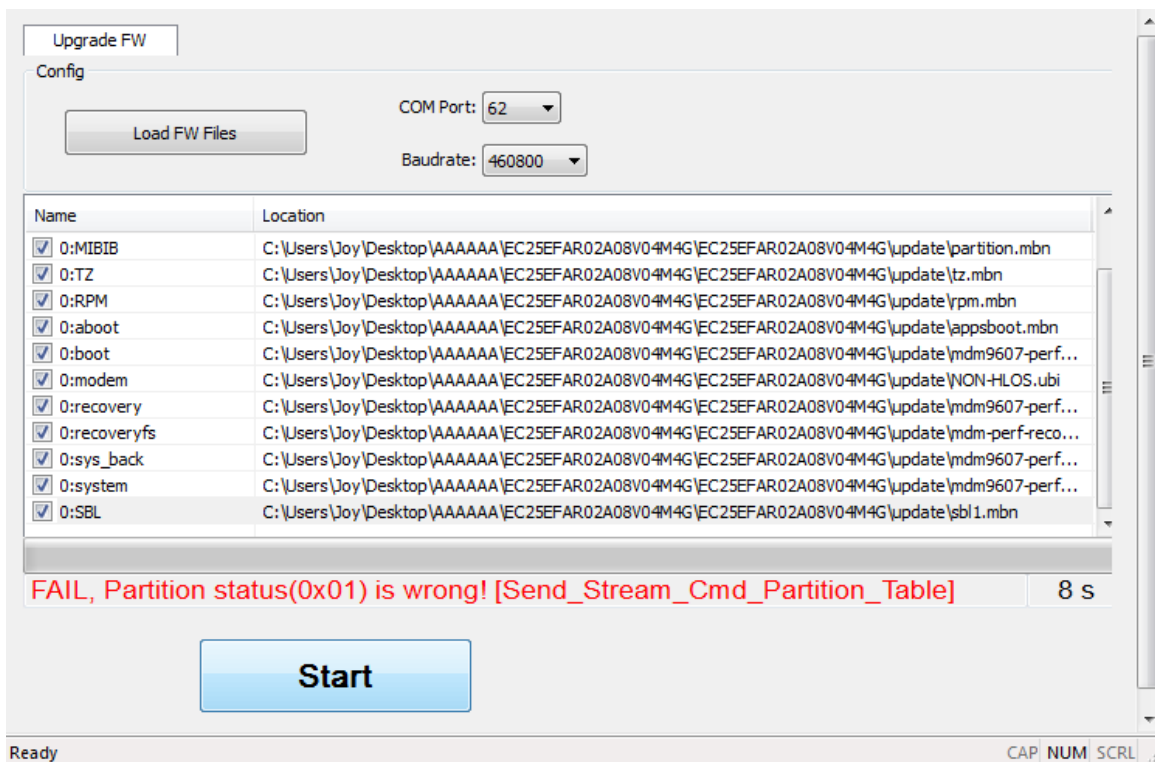 Upgrade FW
Config
Load FW Files
COM Port: 62
Baudrate: 460800
Name Location
0:MIBIB C:\Users\Joy\Desktop\AAAAAA\EC25EFAR02A08V04M4G\EC25EFAR02A08V04M4G\update\partition.mbn
0:TZ C:\Users\Joy\Desktop\AAAAAA\EC25EFAR02A08V04M4G\EC25EFAR02A08V04M4G\update\tz.mbn
0:RPM C:\Users\Joy\Desktop\AAAAAA\EC25EFAR02A08V04M4G\EC25EFAR02A08V04M4G\update\rpm.mbn
0:aboot C:\Users\Joy\Desktop\AAAAAA\EC25EFAR02A08V04M4G\EC25EFAR02A08V04M4G\update\appsboot.mbn
0:boot C:\Users\Joy\Desktop\AAAAAA\EC25EFAR02A08V04M4G\EC25EFAR02A08V04M4G\update\mdm9607-perf...
0:modem C:\Users\Joy\Desktop\AAAAAA\EC25EFAR02A08V04M4G\EC25EFAR02A08V04M4G\update\NON-HLOS.ubi
0:recovery C:\Users\Joy\Desktop\AAAAAA\EC25EFAR02A08V04M4G\EC25EFAR02A08V04M4G\update\mdm9607-perf...
0:recoveryfs C:\Users\Joy\Desktop\AAAAAA\EC25EFAR02A08V04M4G\EC25EFAR02A08V04M4G\update\mdm-perf-reco...
0:sys_back C:\Users\Joy\Desktop\AAAAAA\EC25EFAR02A08V04M4G\EC25EFAR02A08V04M4G\update\mdm9607-perf...
0:system C:\Users\Joy\Desktop\AAAAAA\EC25EFAR02A08V04M4G\EC25EFAR02A08V04M4G\update\mdm9607-perf...
0:SBL C:\Users\Joy\Desktop\AAAAAA\EC25EFAR02A08V04M4G\EC25EFAR02A08V04M4G\update\sbl1.mbn
FAIL, Partition status(0x01) is wrong! [Send_Stream_Cmd_Partition_Table] 8 s
Start
Ready CAP NUM SCRL